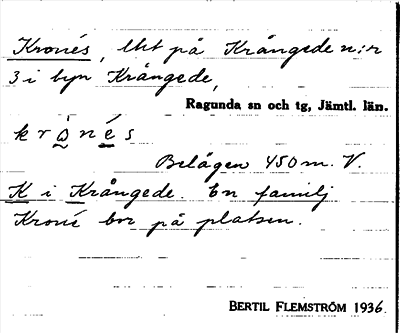 Kronés, lht på Krångede n:r
3 i byn Krångede,
Ragunda sn och tg, Jämtl. län.
k r ò̭ n é̱ s
Belägen 450 m. V.
K i Krångede. En familj
Kroné bor på platsen.
BERTIL FLEMSTRÖM 1936.